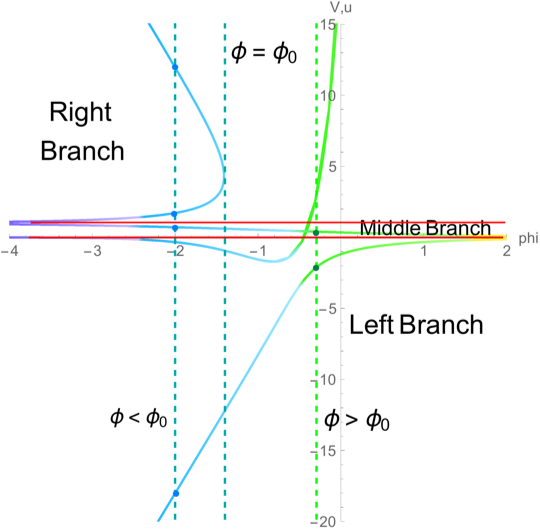 V,u
15
ϕ = ϕ0
10
Right
Branch
5
Middle Branch
phi
−4
−3
−2
−1
1
2
−5
Left Branch
−10
ϕ < ϕ0
ϕ > ϕ0
−15
−20